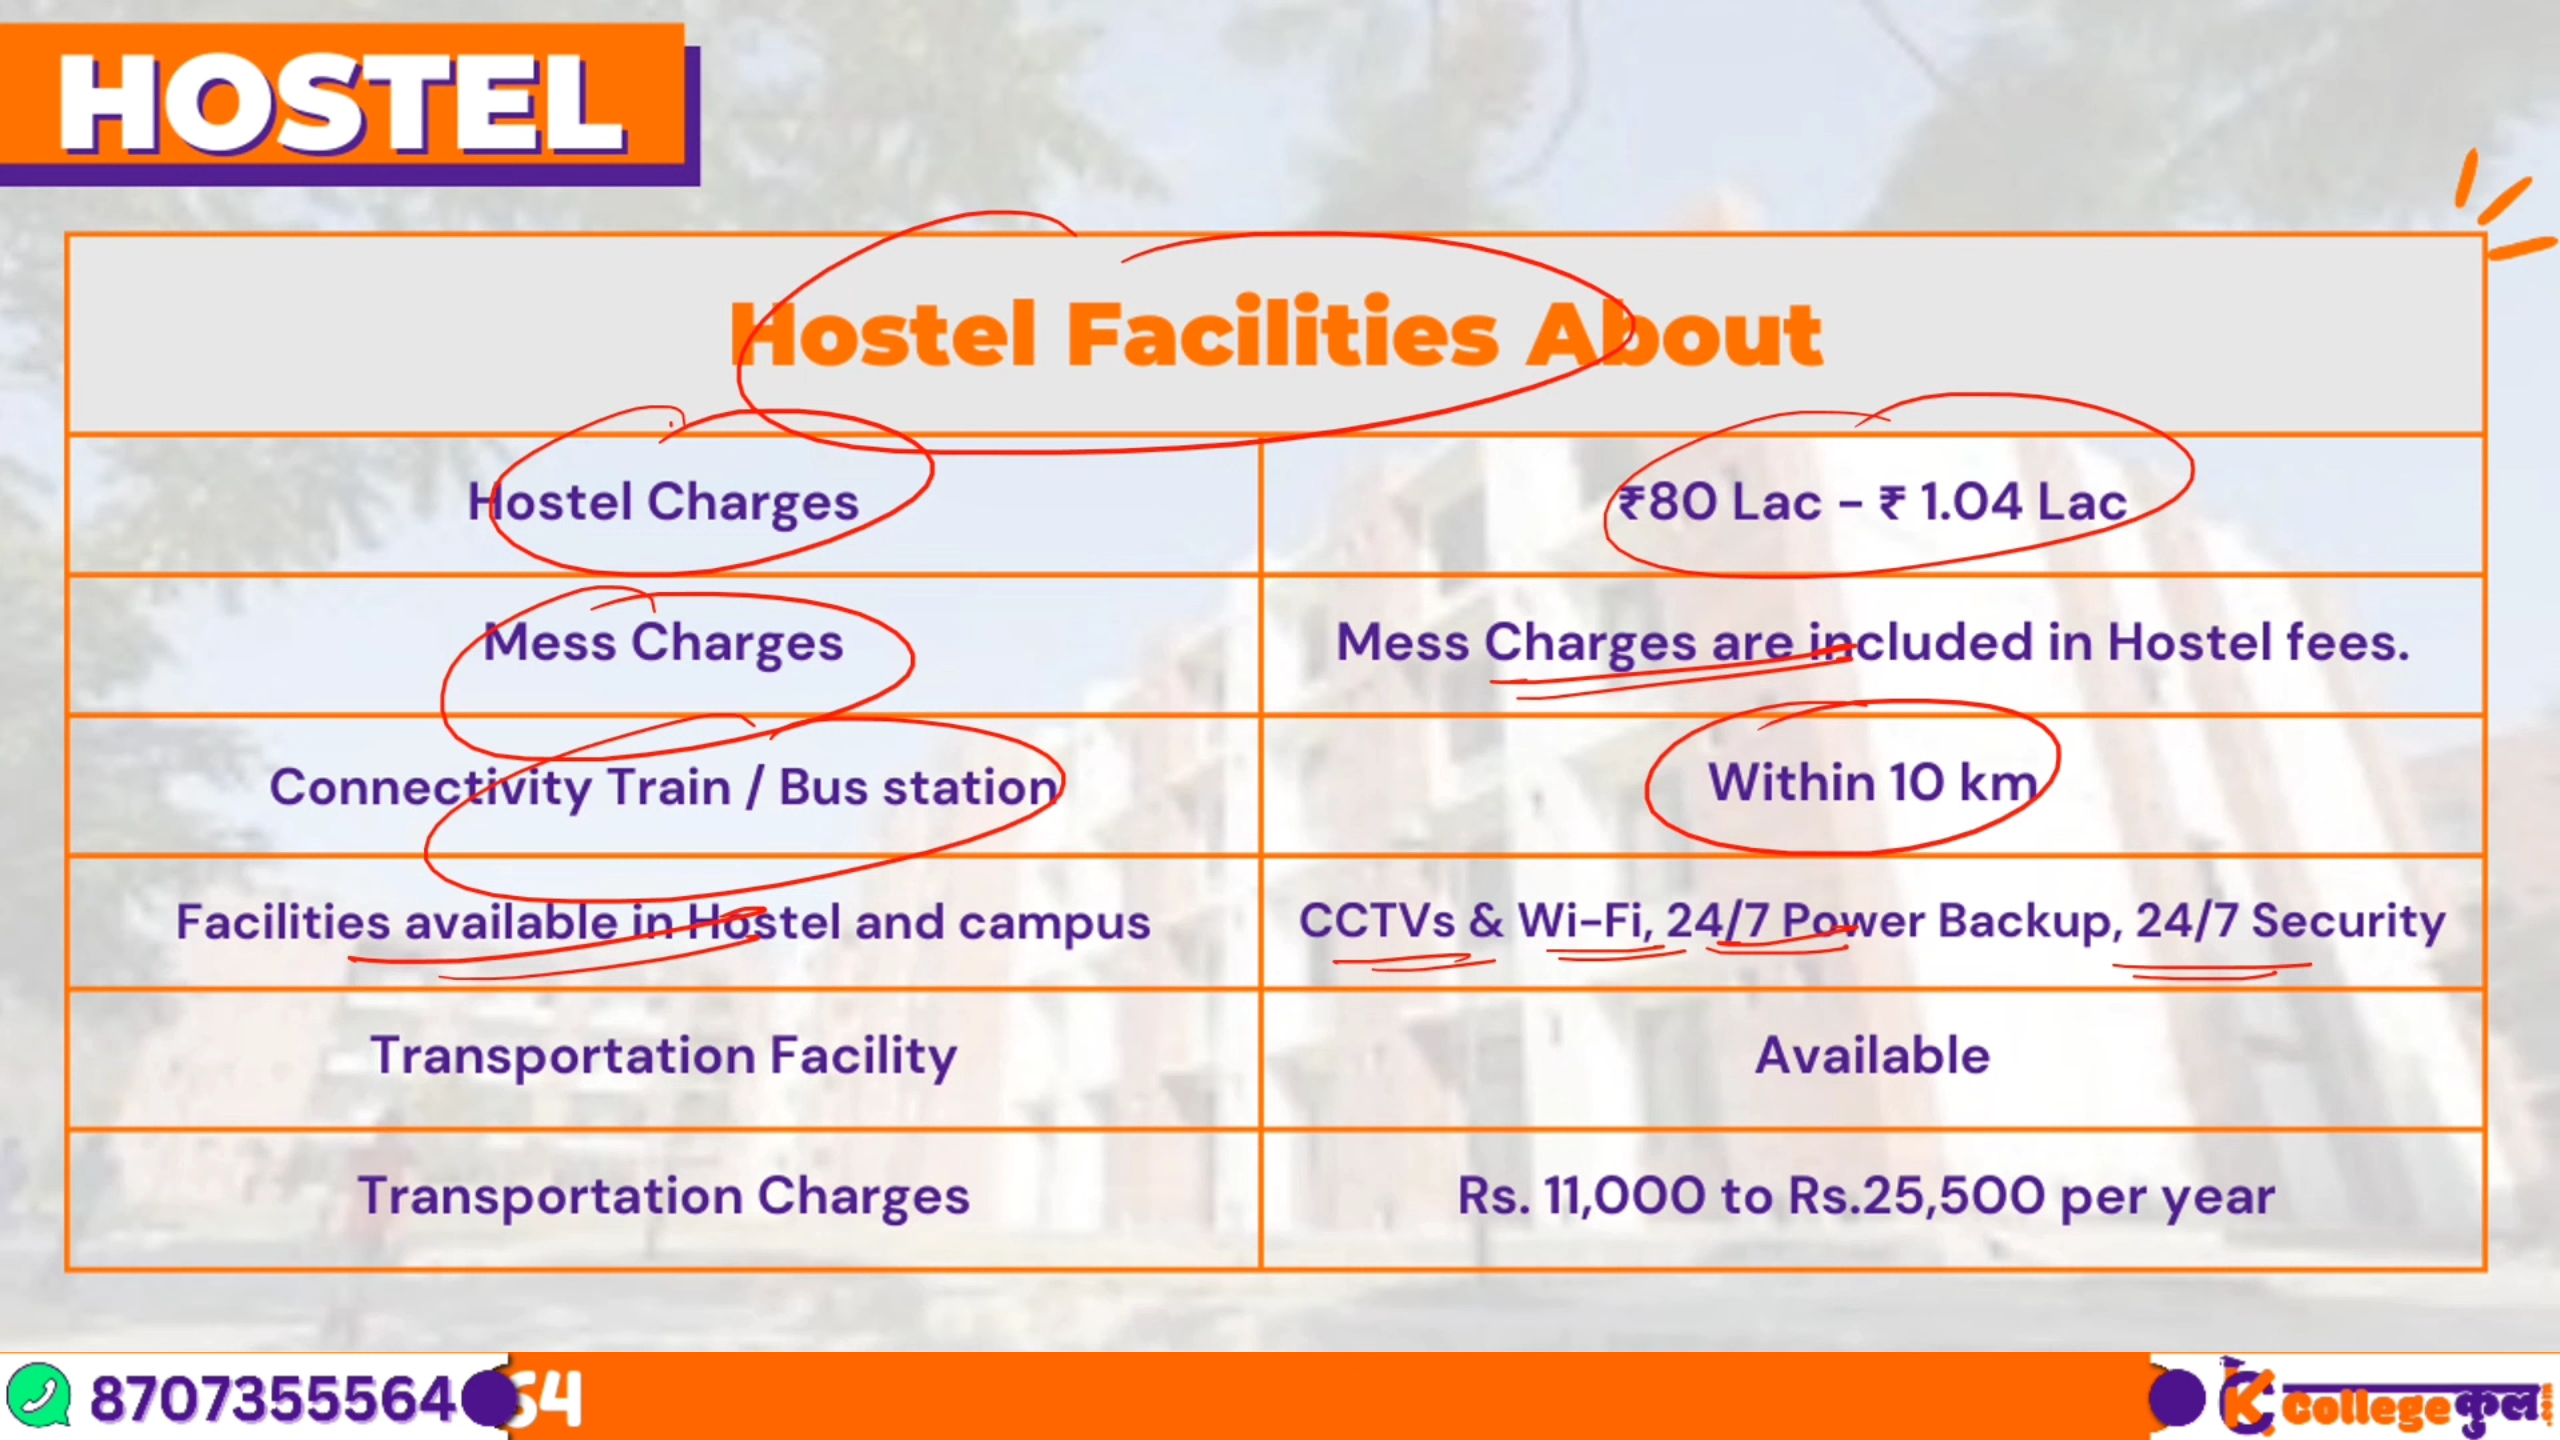 HOSTEL
Hostel Facilities About
Hostel Charges
₹80 Lac - ₹ 1.04 Lac
Mess Charges
Mess Charges are included in Hostel fees.
Connectivity Train / Bus station
Within 10 km
Facilities available in Hostel and campus
CCTVs & Wi-Fi, 24/7 Power Backup, 24/7 Security
Transportation Facility
Available
Transportation Charges
Rs. 11,000 to Rs.25,500 per year
8707355564
64
Collegeकुल.com